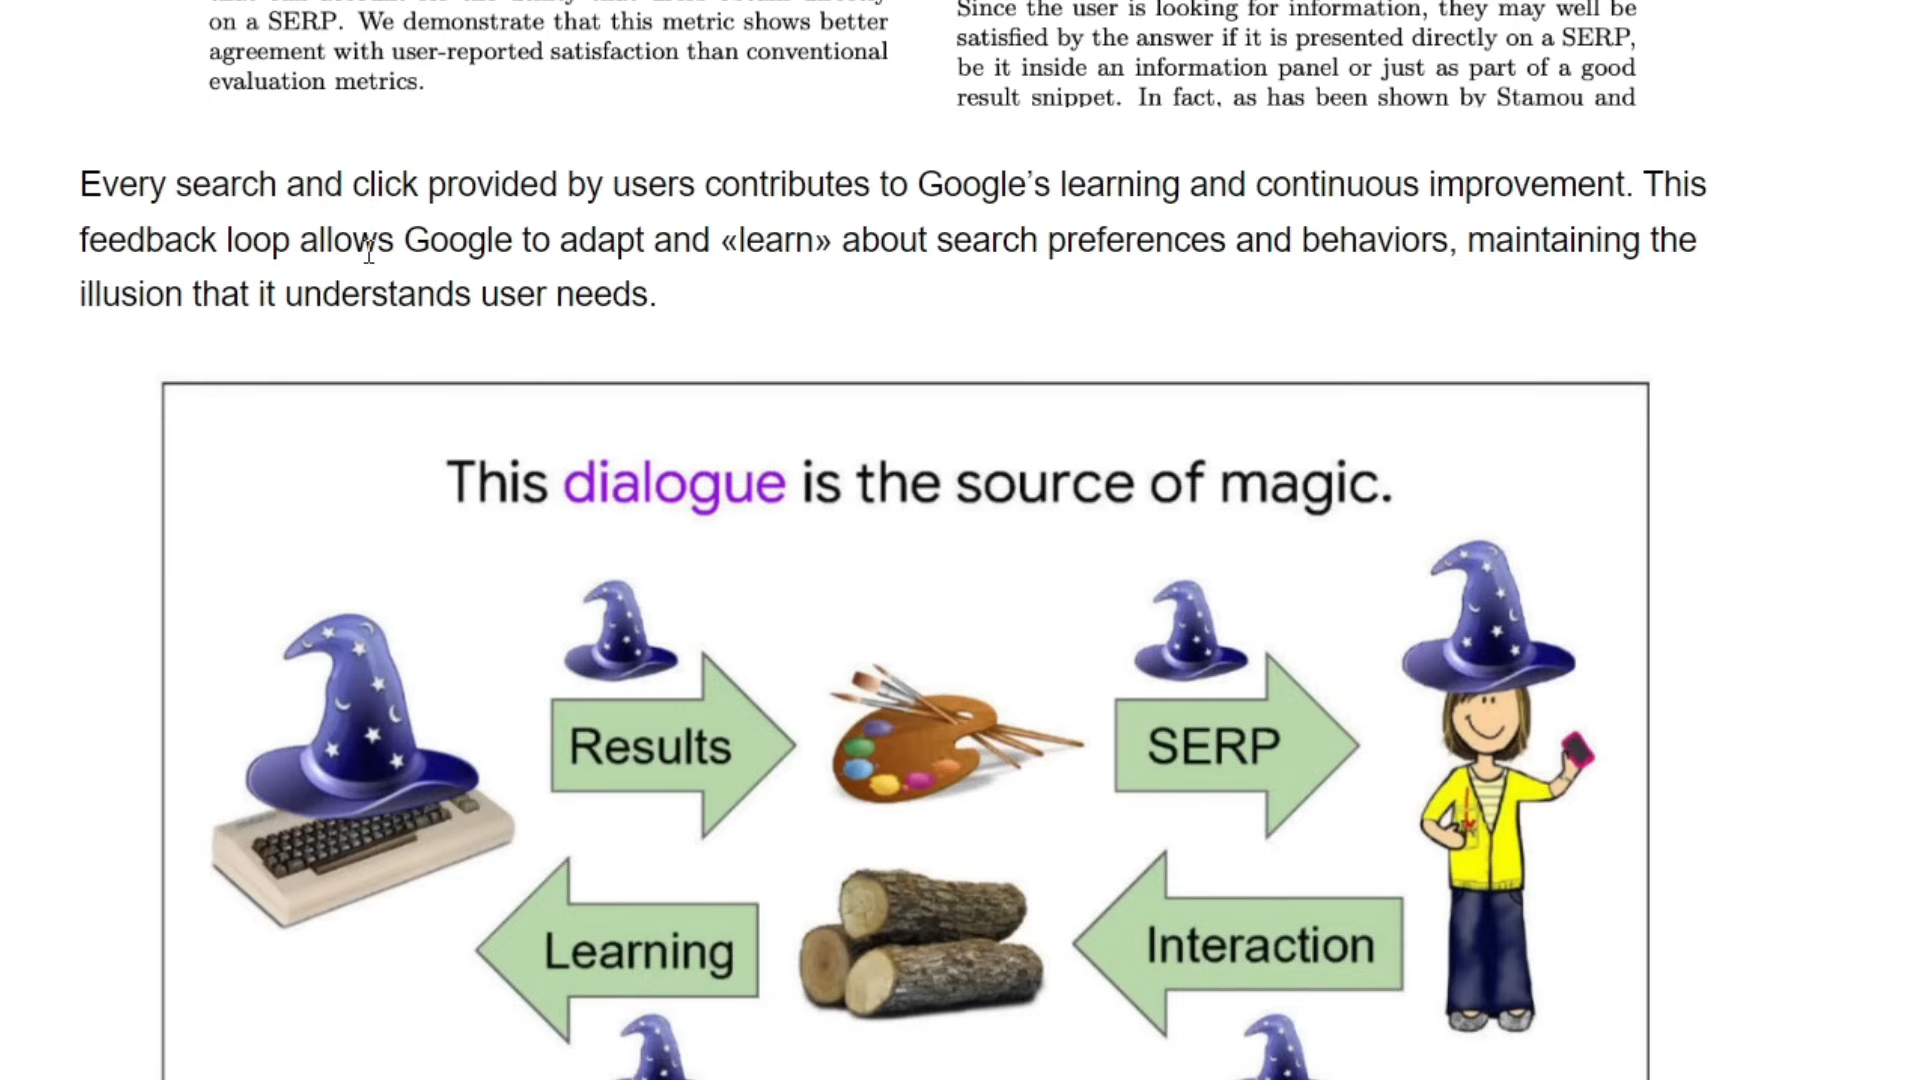 on a SERP. We demonstrate that this metric shows better
agreement with user-reported satisfaction than conventional
evaluation metrics.
Since the user is looking for information, they may well be
satisfied by the answer if it is presented directly on a SERP,
be it inside an information panel or just as part of a good
result snippet. In fact, as has been shown by Stamou and
Every search and click provided by users contributes to Google’s learning and continuous improvement. This
feedback loop allows Google to adapt and «learn» about search preferences and behaviors, maintaining the
illusion that it understands user needs.
This dialogue is the source of magic.
Results
SERP
Learning
Interaction